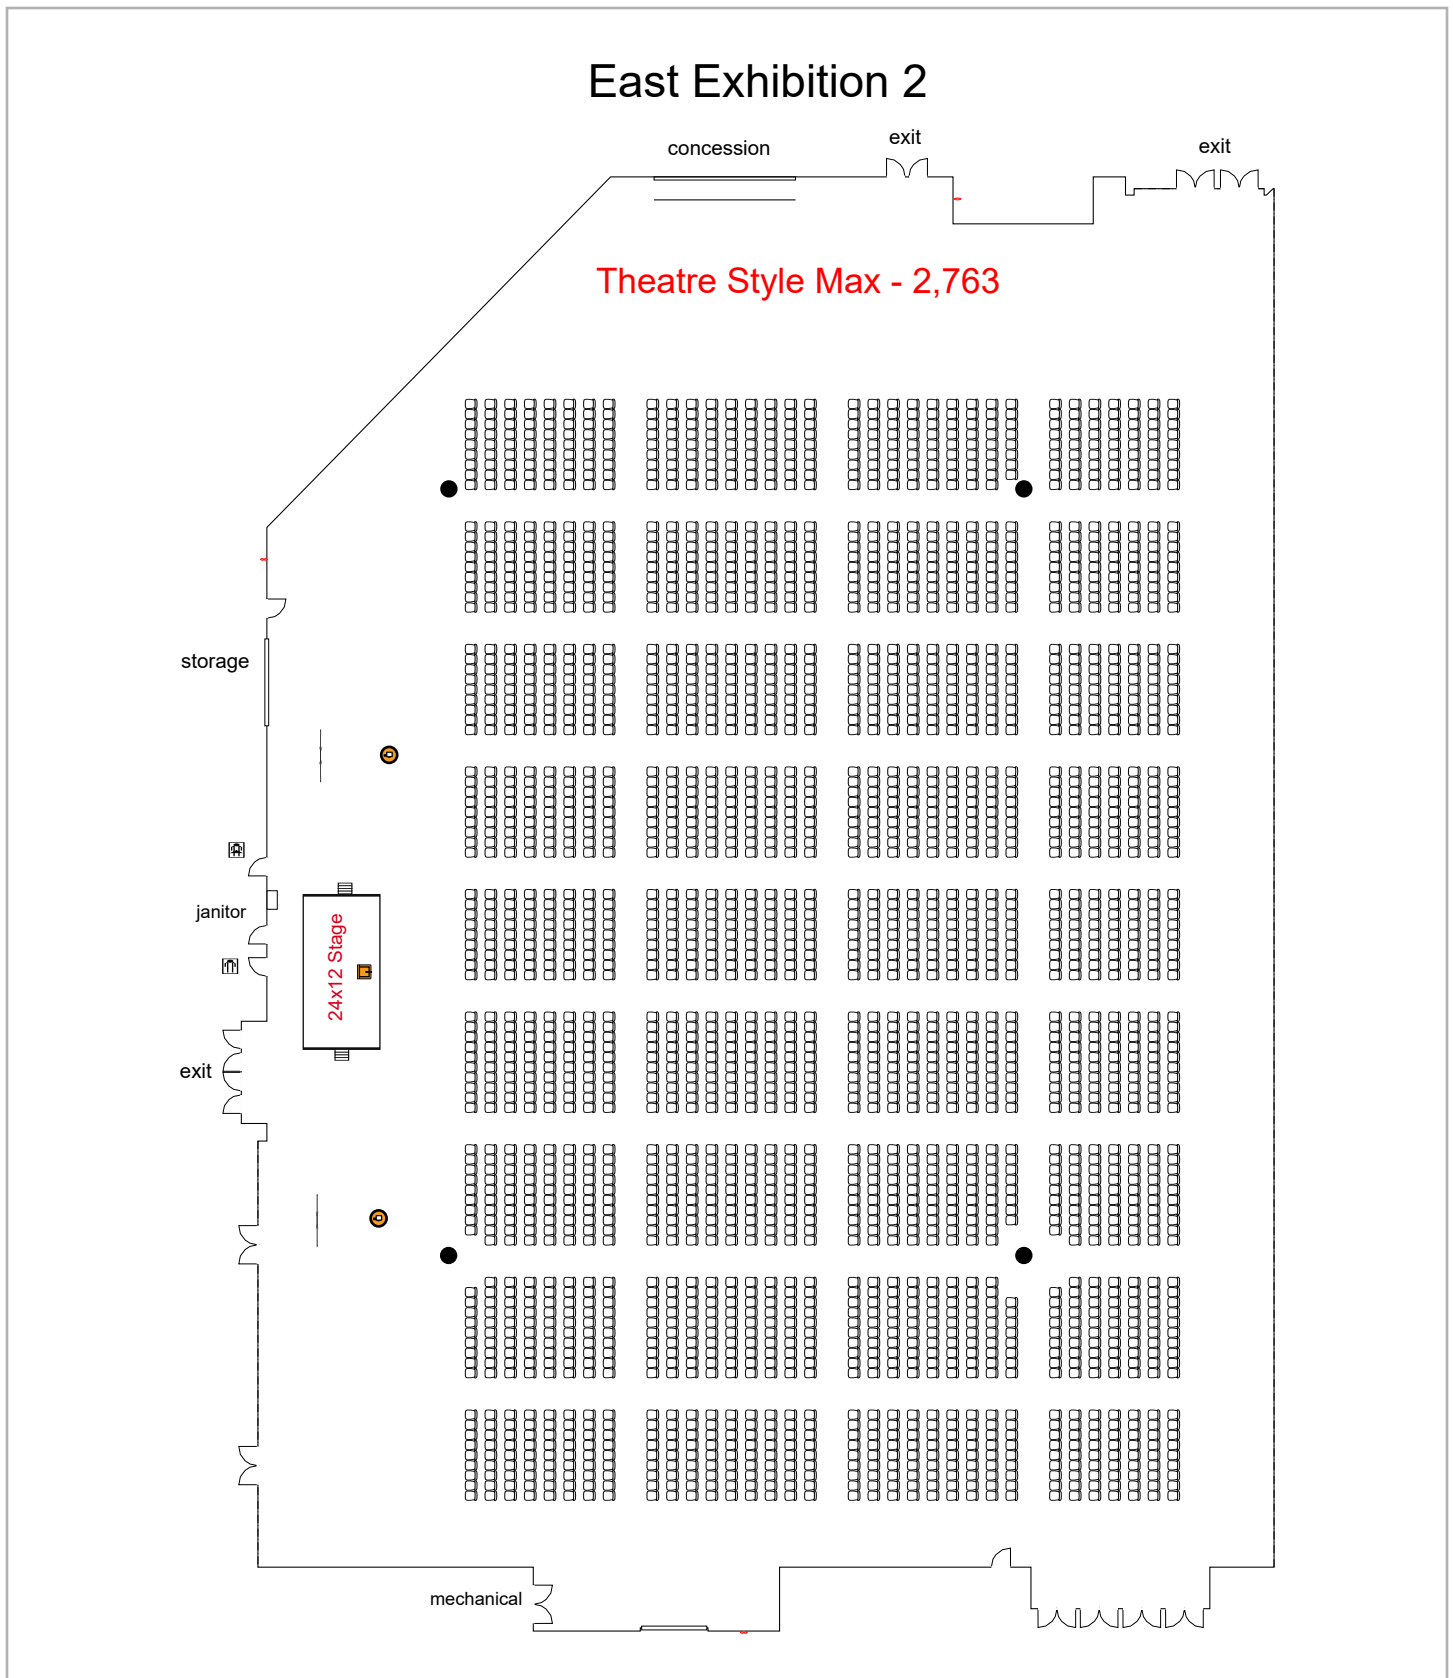 East Exhibition 2
concession
exit
exit
Theatre Style Max - 2,763
storage
janitor
24x12 Stage
exit
mechanical